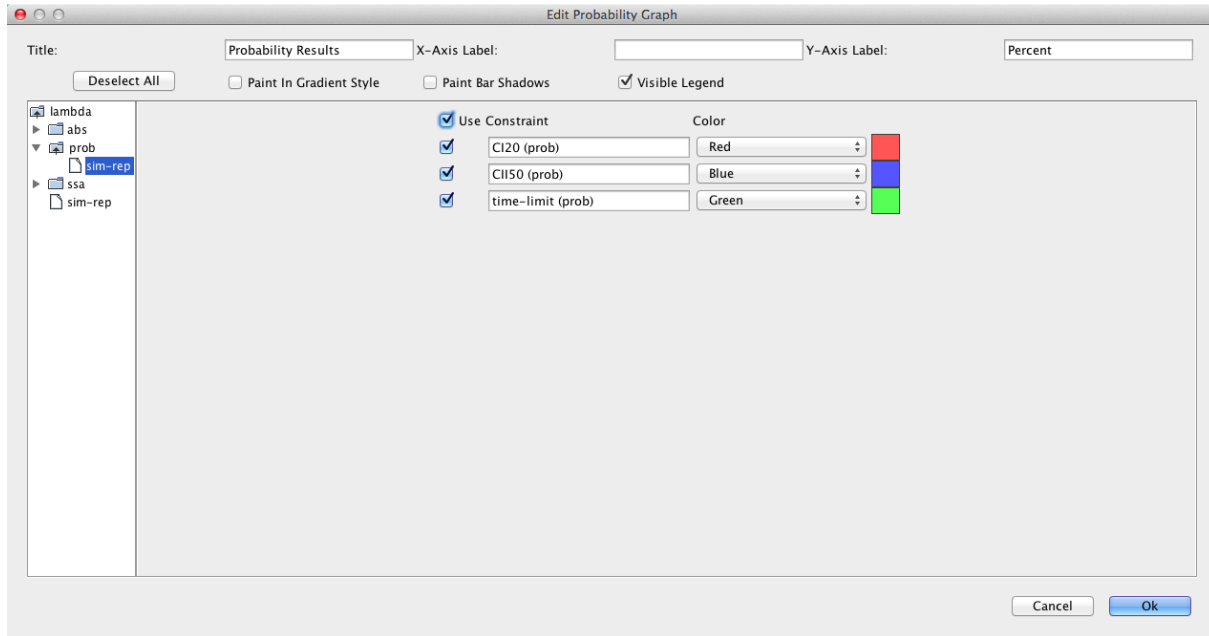 Edit Probability Graph
Title: Probability Results X-Axis Label: Y-Axis Label: Percent
Deselect All Paint In Gradient Style Paint Bar Shadows Visible Legend
lambda
abs
prob
sim-rep
ssa
sim-rep
Use Constraint Color
CI20 (prob) Red
CII50 (prob) Blue
time-limit (prob) Green
Cancel Ok